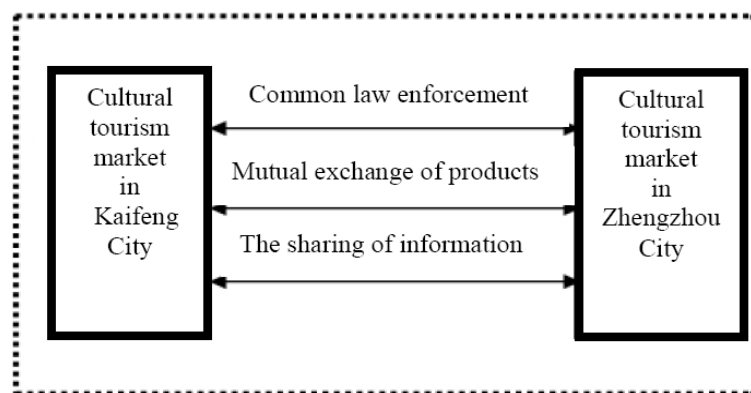 Cultural
tourism
market
in
Kaifeng
City
Common law enforcement
Mutual exchange of products
The sharing of information
Cultural
tourism
market
in
Zhengzhou
City